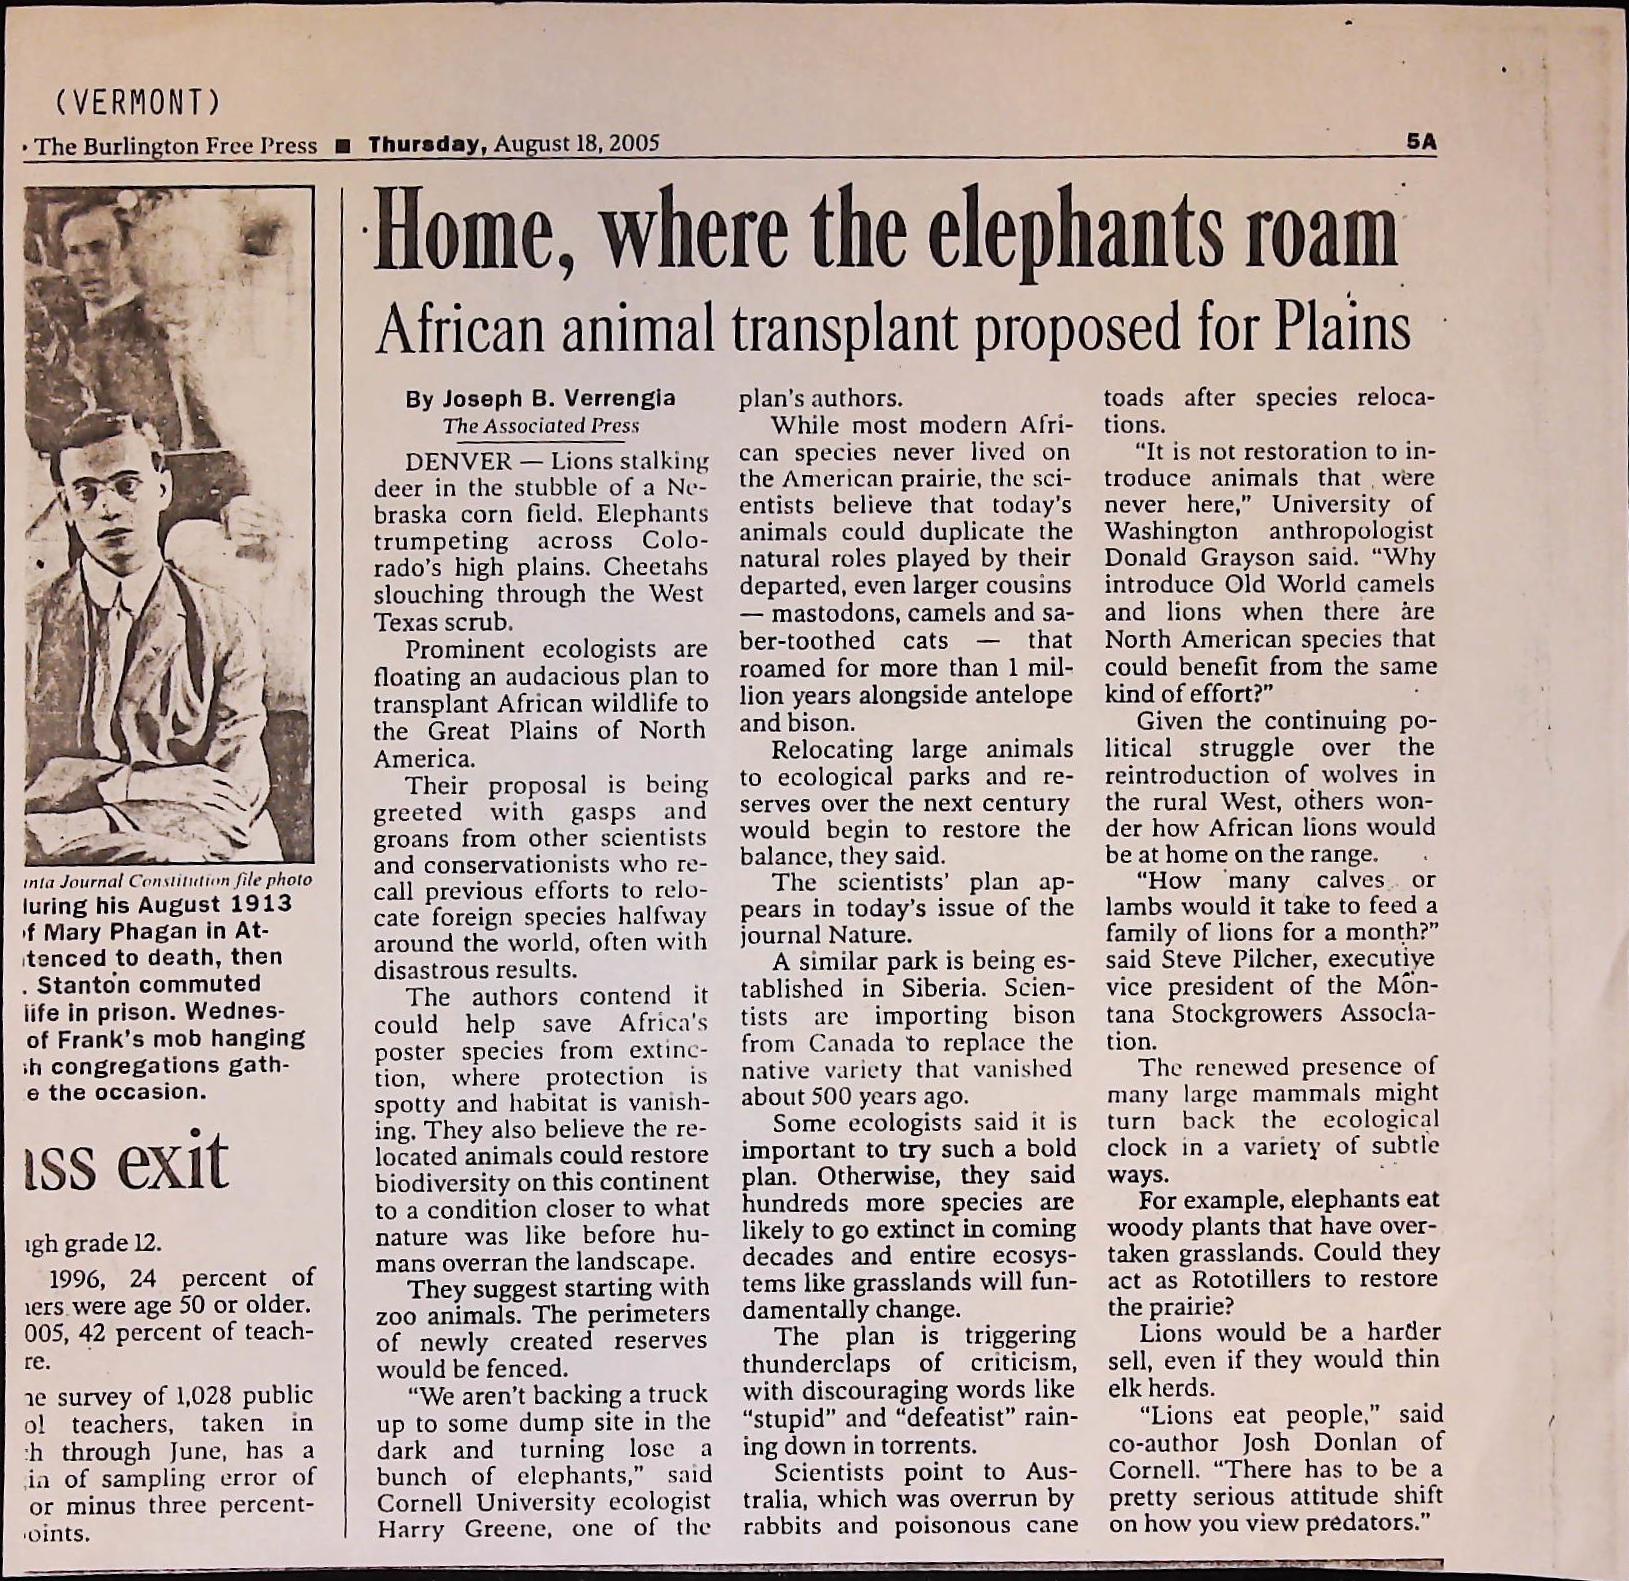 (VERMONT)
The Burlington Free Press ■ Thursday, August 18, 2005
5A
Journal Constitution file photo
his August 1913
Mary Phagan in At-
to death, then
. Stanton commuted
life in prison. Wednes-
of Frank's mob hanging
congregations gath-
the occasion.
exit
grade 12.
1996, 24 percent of
were age 50 or older.
42 percent of teach-
re.
survey of 1,028 public
teachers, taken in
through June, has a
of sampling error of
or minus three percent-
Home, where the elephants roam
African animal transplant proposed for Plains
By Joseph B. Verrengia
The Associated Press
DENVER — Lions stalking
deer in the stubble of a Ne-
braska corn field. Elephants
trumpeting across Colo-
rado's high plains. Cheetahs
slouching through the West
Texas scrub.
Prominent ecologists are
floating an audacious plan to
transplant African wildlife to
the Great Plains of North
America.
Their proposal is being
greeted with gasps and
groans from other scientists
and conservationists who re-
call previous efforts to relo-
cate foreign species halfway
around the world, often with
disastrous results.
The authors contend it
could help save Africa's
poster species from extinc-
tion, where protection is
spotty and habitat is vanish-
ing. They also believe the re-
located animals could restore
biodiversity on this continent
to a condition closer to what
nature was like before hu-
mans overran the landscape.
They suggest starting with
zoo animals. The perimeters
of newly created reserves
would be fenced.
"We aren't backing a truck
up to some dump site in the
dark and turning lose a
bunch of elephants," said
Cornell University ecologist
Harry Greene, one of the
plan's authors.
While most modern Afri-
can species never lived on
the American prairie, the sci-
entists believe that today's
animals could duplicate the
natural roles played by their
departed, even larger cousins
— mastodons, camels and sa-
ber-toothed cats — that
roamed for more than 1 mil-
lion years alongside antelope
and bison.
Relocating large animals
to ecological parks and re-
serves over the next century
would begin to restore the
balance, they said.
The scientists' plan ap-
pears in today's issue of the
journal Nature.
A similar park is being es-
tablished in Siberia. Scien-
tists are importing bison
from Canada to replace the
native variety that vanished
about 500 years ago.
Some ecologists said it is
important to try such a bold
plan. Otherwise, they said
hundreds more species are
likely to go extinct in coming
decades and entire ecosys-
tems like grasslands will fun-
damentally change.
The plan is triggering
thunderclaps of criticism,
with discouraging words like
"stupid" and "defeatist" rain-
ing down in torrents.
Scientists point to Aus-
tralia, which was overrun by
rabbits and poisonous cane
toads after species reloca-
tions.
"It is not restoration to in-
troduce animals that were
never here," University of
Washington anthropologist
Donald Grayson said. "Why
introduce Old World camels
and lions when there are
North American species that
could benefit from the same
kind of effort?"
Given the continuing po-
litical struggle over the
reintroduction of wolves in
the rural West, others won-
der how African lions would
be at home on the range.
"How many calves or
lambs would it take to feed a
family of lions for a month?"
said Steve Pilcher, executive
vice president of the Mon-
tana Stockgrowers Associa-
tion.
The renewed presence of
many large mammals might
turn back the ecological
clock in a variety of subtle
ways.
For example, elephants eat
woody plants that have over-
taken grasslands. Could they
act as Rototillers to restore
the prairie?
Lions would be a harder
sell, even if they would thin
elk herds.
"Lions eat people," said
co-author Josh Donlan of
Cornell. "There has to be a
pretty serious attitude shift
on how you view predators."